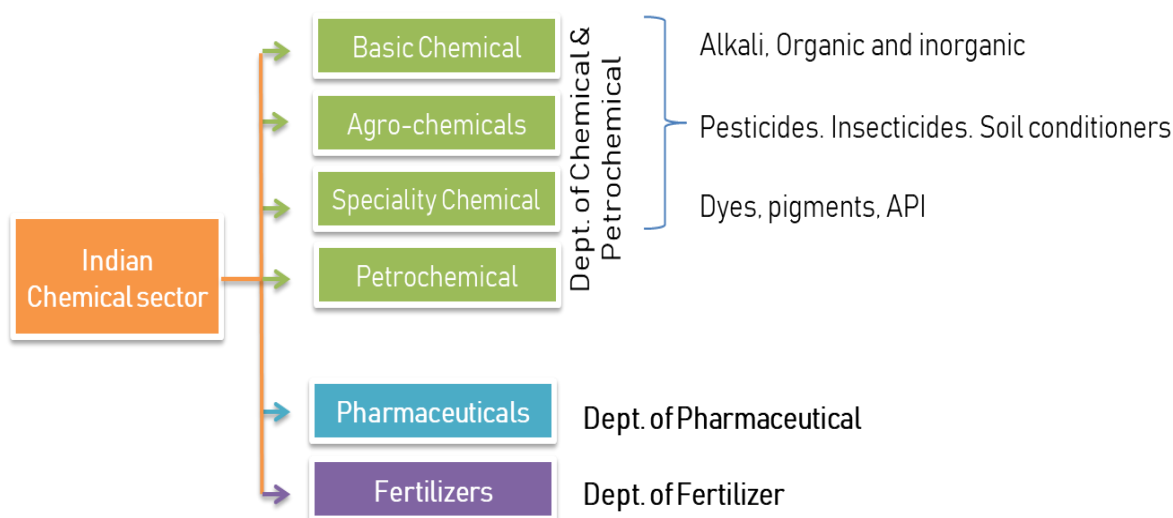 Indian
Chemical sector
Basic Chemical
Agro-chemicals
Speciality Chemical
Petrochemical
Dept. of Chemical &
Petrochemical
Alkali, Organic and inorganic
Pesticides. Insecticides. Soil conditioners
Dyes, pigments, API
Pharmaceuticals
Dept. of Pharmaceutical
Fertilizers
Dept. of Fertilizer